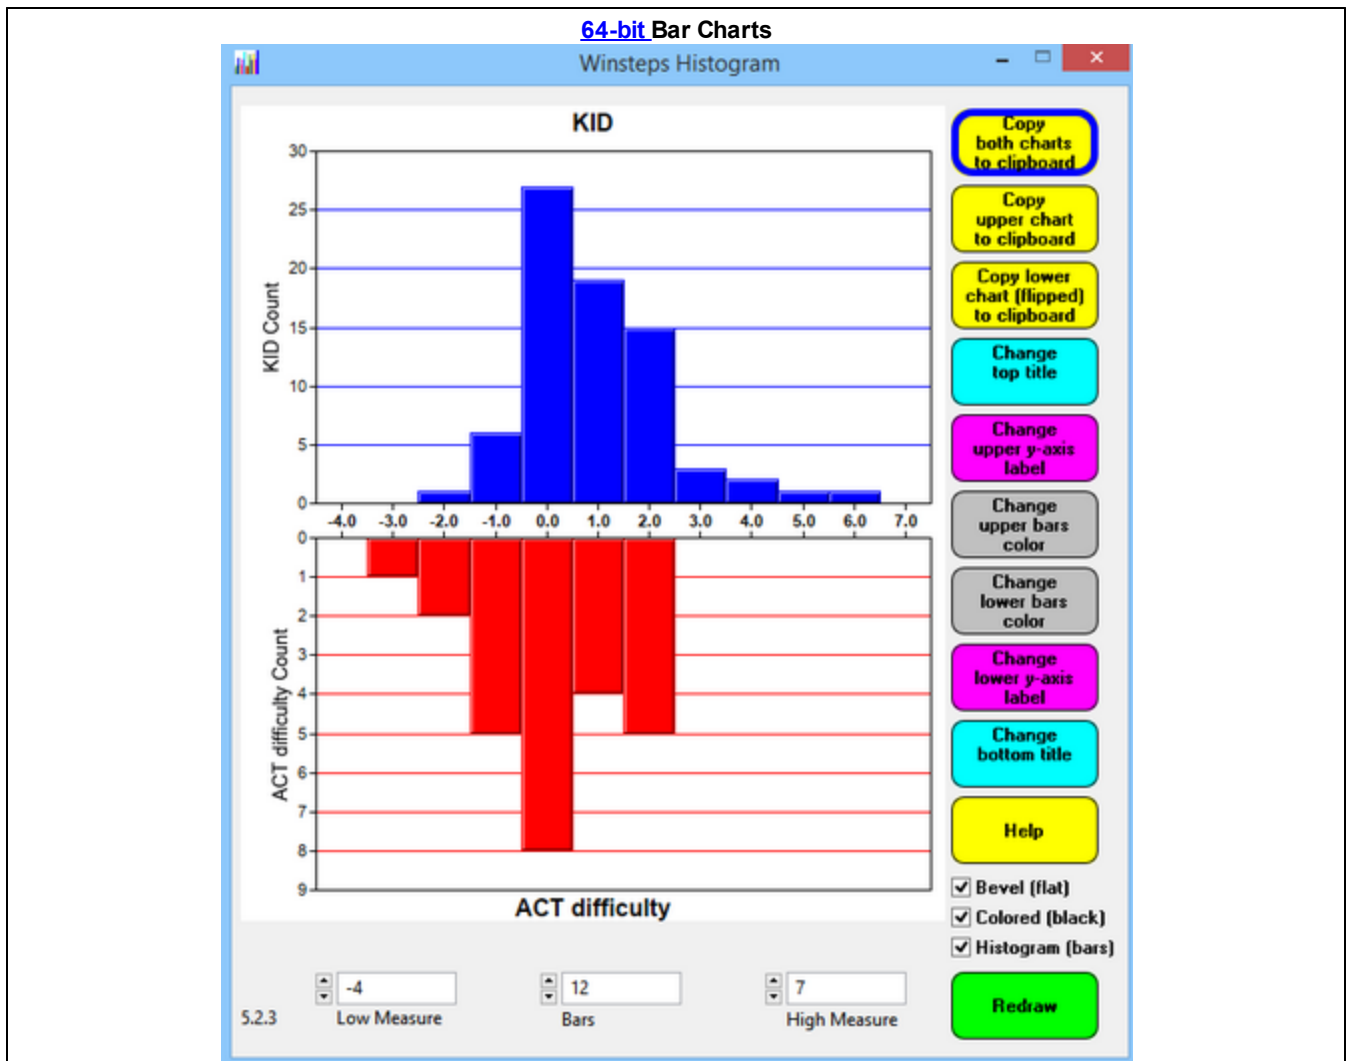 64-bit Bar Charts
Winsteps Histogram
KID
30
25
20
15
10
5
0
KID Count
-4.0 -3.0 -2.0 -1.0 0.0 1.0 2.0 3.0 4.0 5.0 6.0 7.0
0
1
2
3
4
5
6
7
8
9
ACT difficulty Count
ACT difficulty
Copy
both charts
to clipboard
Copy
upper chart
to clipboard
Copy lower
chart (flipped)
to clipboard
Change
top title
Change
upper y-axis
label
Change
upper bars
color
Change
lower bars
color
Change
lower y-axis
label
Change
bottom title
Help
Bevel (flat)
Colored (black)
Histogram (bars)
Redraw
-4 12 7
5.2.3 Low Measure Bars High Measure